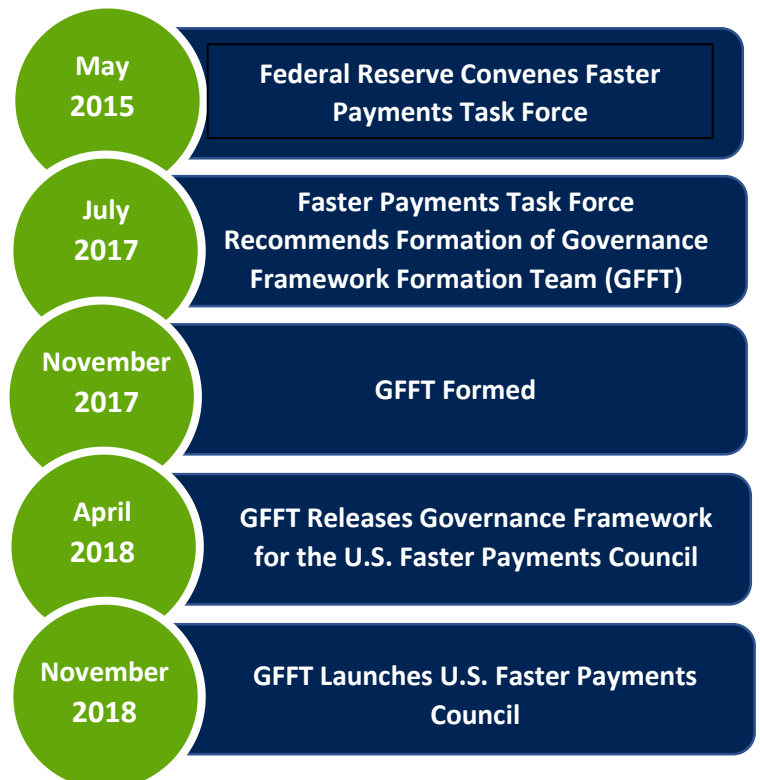 May
2015
Federal Reserve Convenes Faster
Payments Task Force
July
2017
Faster Payments Task Force
Recommends Formation of Governance
Framework Formation Team (GFFT)
November
2017
GFFT Formed
April
2018
GFFT Releases Governance Framework
for the U.S. Faster Payments Council
November
2018
GFFT Launches U.S. Faster Payments
Council